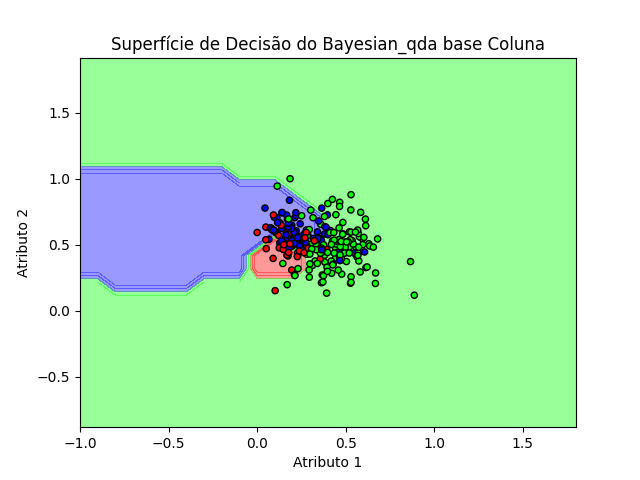 Superfície de Decisão do Bayesian_qda base Coluna
Atributo 2
1.5
1.0
0.5
0.0
−0.5
−1.0 −0.5 0.0 0.5 1.0 1.5
Atributo 1